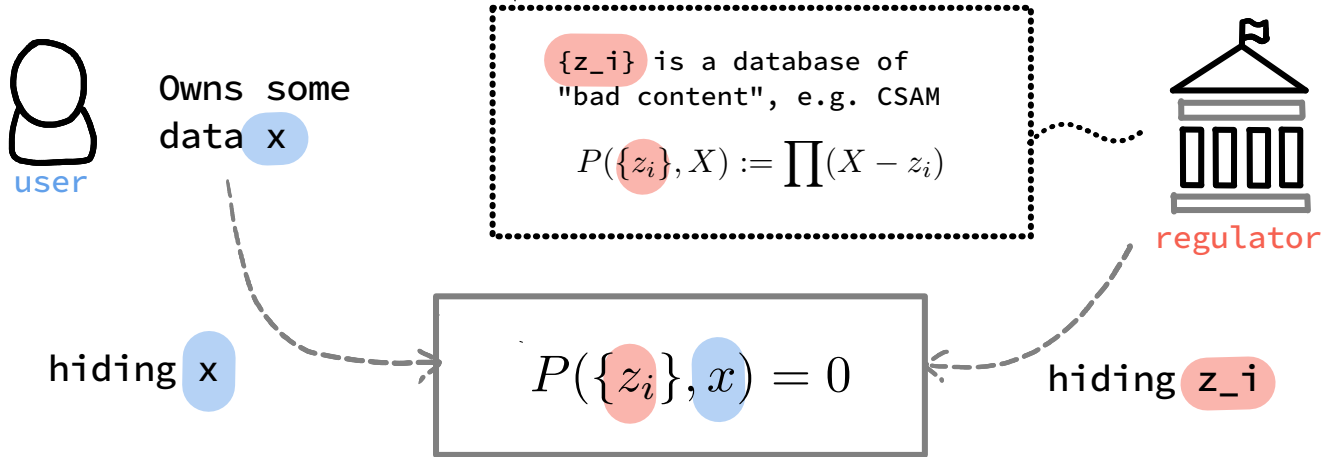 Owns some
data x
user
{z_i} is a database of
"bad content", e.g. CSAM
P({z_i}, X) := ∏(X − z_i)
regulator
hiding x
P({z_i}, x) = 0
hiding z_i